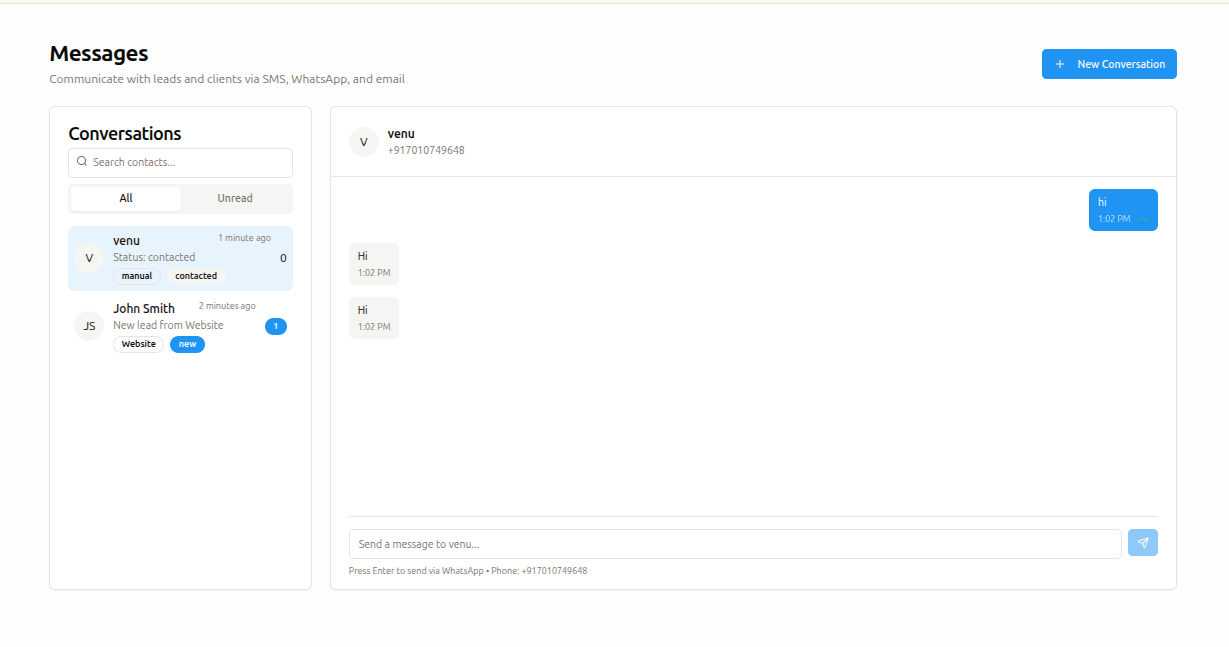 Messages
Communicate with leads and clients via SMS, WhatsApp, and email
+ New Conversation
Conversations
Search contacts...
All Unread
V
venu 1 minute ago
Status: contacted 0
manual contacted
JS
John Smith 2 minutes ago
New lead from Website 1
Website new
V
venu
+917010749648
hi
1:02 PM
Hi
1:02 PM
Hi
1:02 PM
Send a message to venu...
Press Enter to send via WhatsApp • Phone: +917010749648